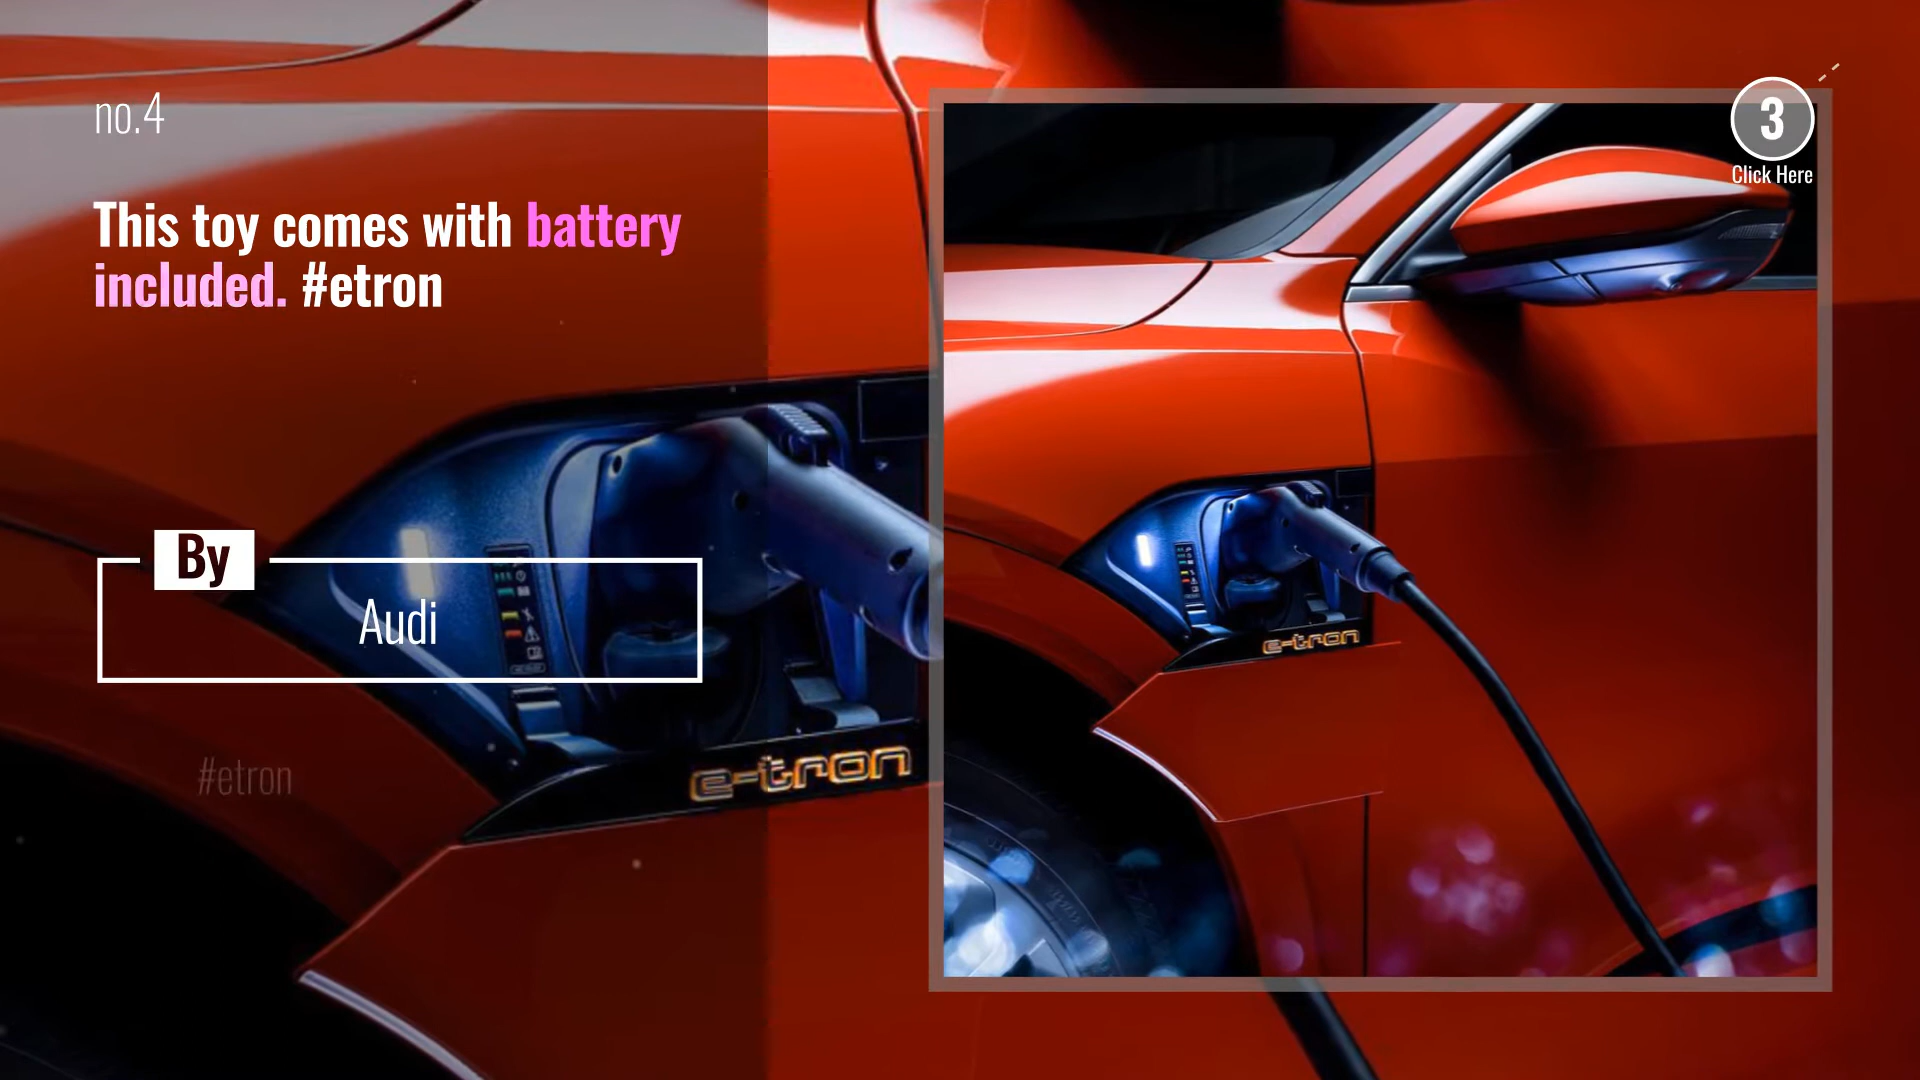 no.4
This toy comes with battery
included. #etron
By
Audi
#etron
e-tron
3
Click Here
e-tron